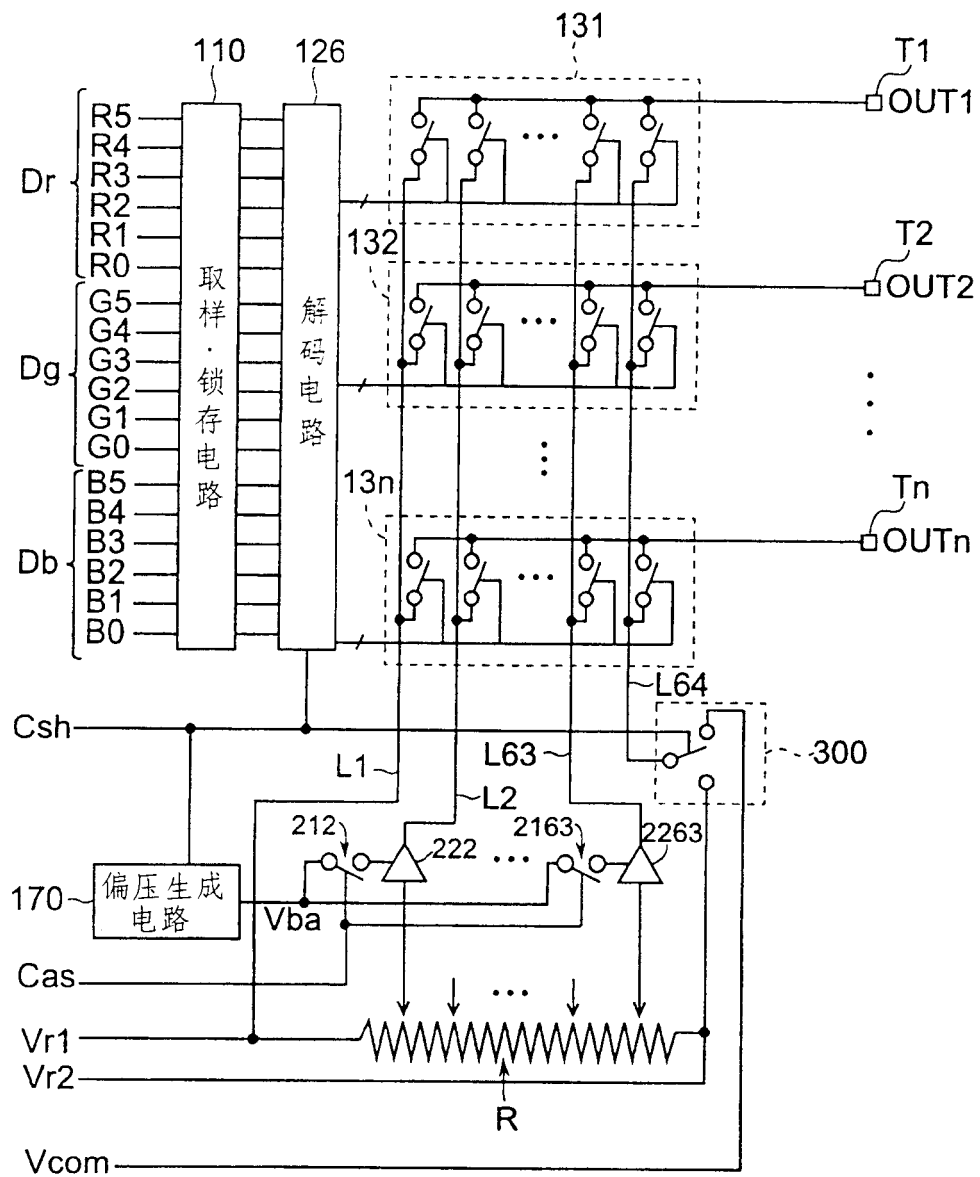 131
110
126
T1
OUT1
R5
R4
R3
R2
R1
R0
Dr
132
T2
OUT2
G5
G4
G3
G2
G1
G0
Dg
取样·锁存电路
解码电路
13n
Tn
OUTn
B5
B4
B3
B2
B1
B0
Db
L64
Csh
L1
L63
300
L2
212
2163
222
2263
170
偏压生成
电路
Vba
Cas
Vr1
Vr2
R
Vcom